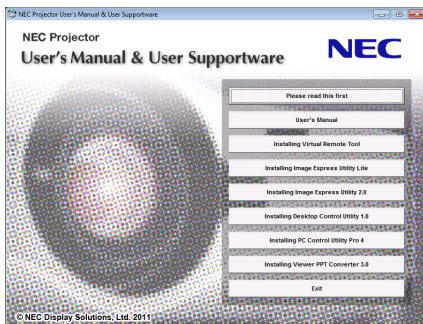 NEC Projector User's Manual & User Supportware
NEC Projector
User's Manual & User Supportware
NEC
Please read this first
User's Manual
Installing Virtual Remote Tool
Installing Image Express Utility Lite
Installing Image Express Utility 2.0
Installing Desktop Control Utility 1.0
Installing PC Control Utility Pro 4
Installing Viewer PPT Converter 3.0
Exit
© NEC Display Solutions, Ltd. 2011